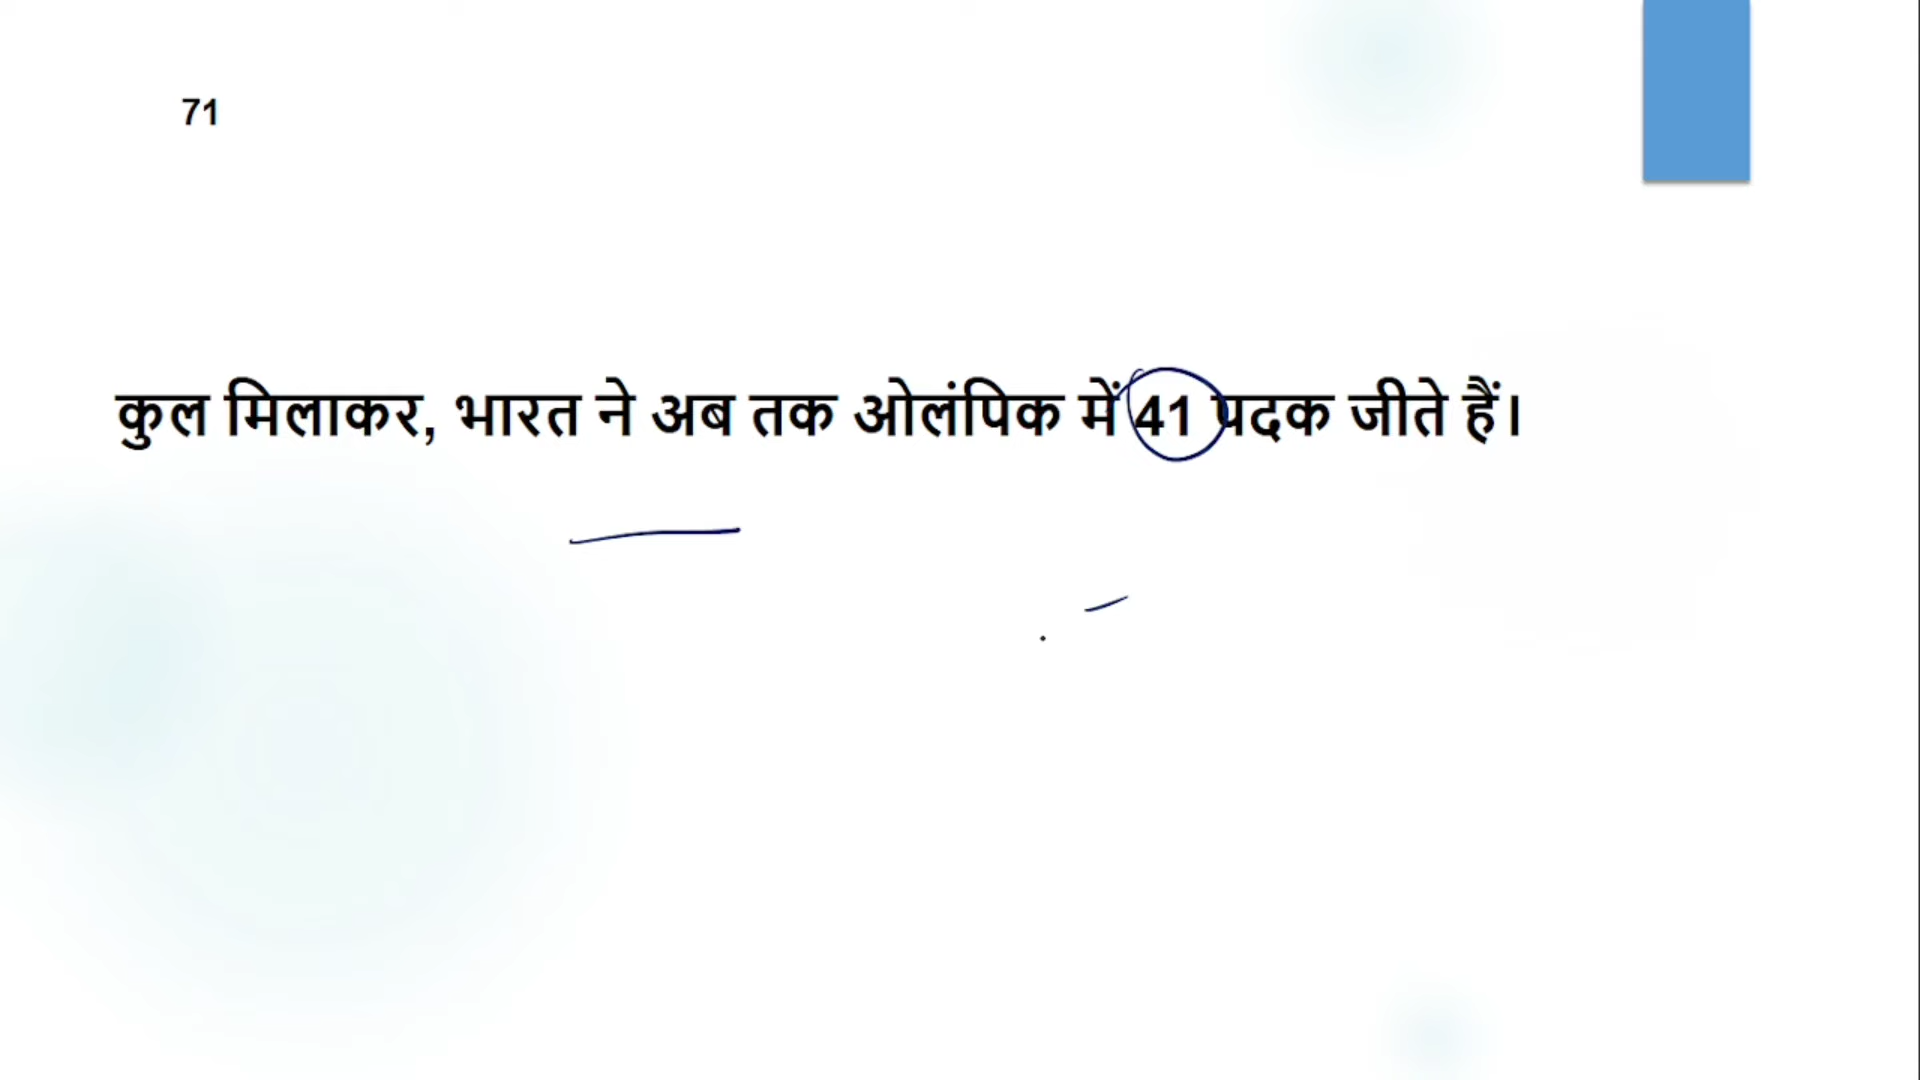 71
कुल मिलाकर, भारत ने अब तक ओलंपिक में 41 पदक जीते हैं।